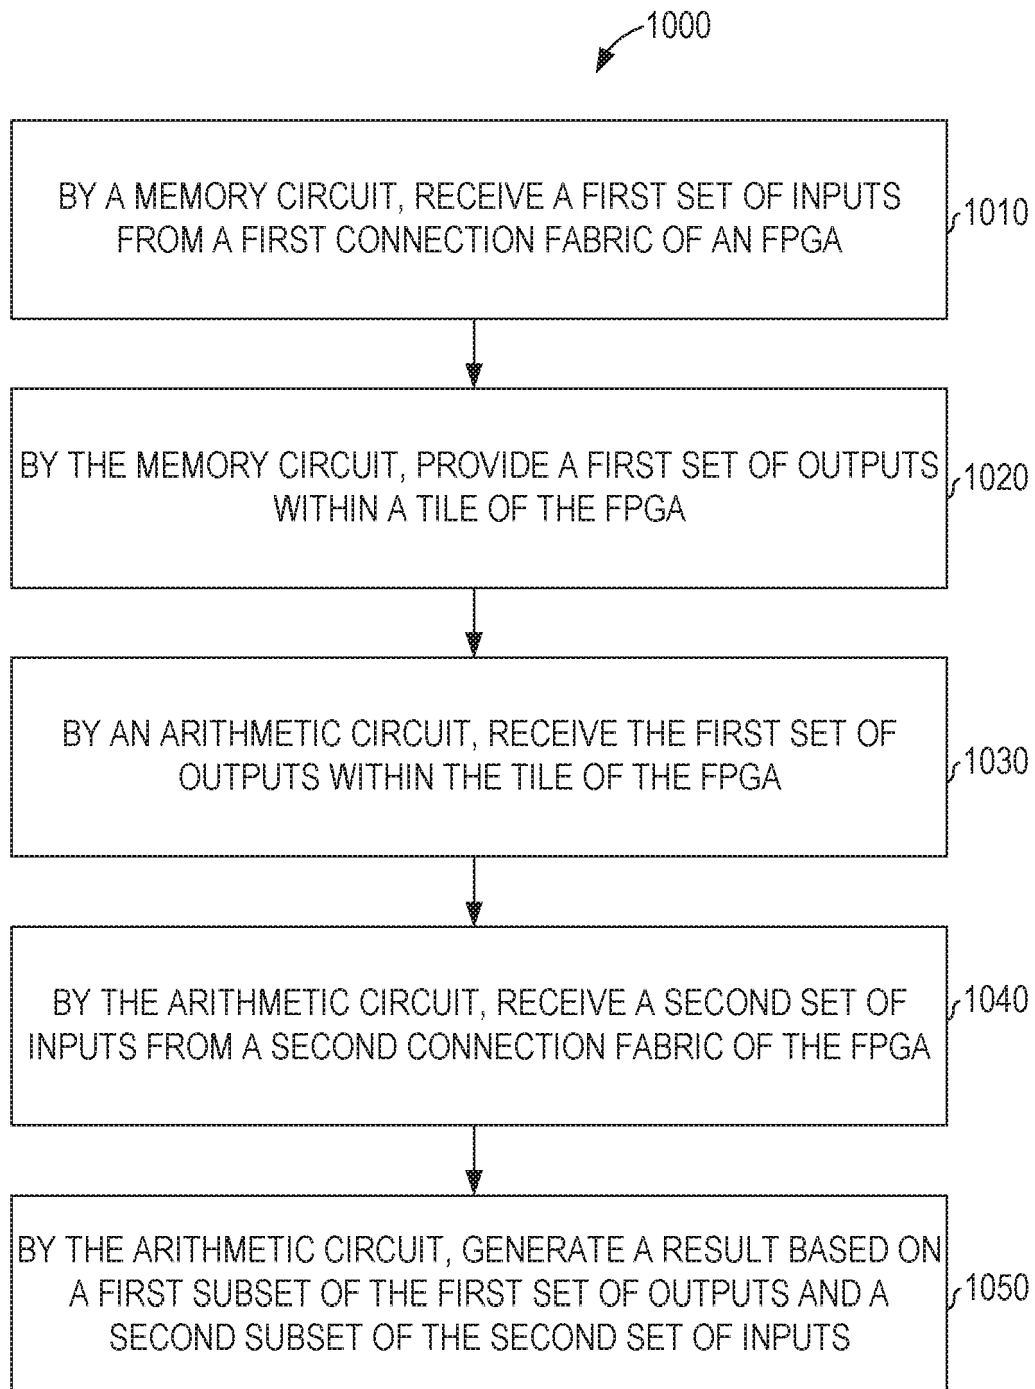 1000
BY A MEMORY CIRCUIT, RECEIVE A FIRST SET OF INPUTS
FROM A FIRST CONNECTION FABRIC OF AN FPGA
1010
BY THE MEMORY CIRCUIT, PROVIDE A FIRST SET OF OUTPUTS
WITHIN A TILE OF THE FPGA
1020
BY AN ARITHMETIC CIRCUIT, RECEIVE THE FIRST SET OF
OUTPUTS WITHIN THE TILE OF THE FPGA
1030
BY THE ARITHMETIC CIRCUIT, RECEIVE A SECOND SET OF
INPUTS FROM A SECOND CONNECTION FABRIC OF THE FPGA
1040
BY THE ARITHMETIC CIRCUIT, GENERATE A RESULT BASED ON
A FIRST SUBSET OF THE FIRST SET OF OUTPUTS AND A
SECOND SUBSET OF THE SECOND SET OF INPUTS
1050